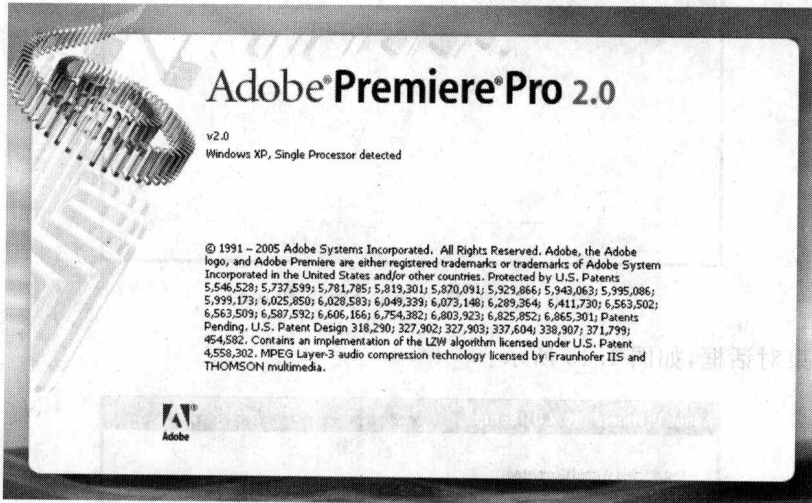 Adobe®Premiere®Pro 2.0
v2.0
Windows XP, Single Processor detected
© 1991 – 2005 Adobe Systems Incorporated. All Rights Reserved. Adobe, the Adobe
logo, and Adobe Premiere are either registered trademarks or trademarks of Adobe System
Incorporated in the United States and/or other countries. Protected by U.S. Patents
5,546,528; 5,737,599; 5,781,785; 5,819,301; 5,870,091; 5,929,866; 5,943,063; 5,995,086;
5,999,173; 6,025,850; 6,028,583; 6,049,339; 6,073,148; 6,289,364; 6,411,730; 6,563,502;
6,563,509; 6,587,592; 6,606,166; 6,754,382; 6,803,923; 6,825,852; 6,865,301; Patents
Pending. U.S. Patent Design 318,290; 327,902; 327,903; 337,604; 338,907; 371,799;
454,582. Contains an implementation of the LZW algorithm licensed under U.S. Patent
4,558,302. MPEG Layer-3 audio compression technology licensed by Fraunhofer IIS and
THOMSON multimedia.
Adobe